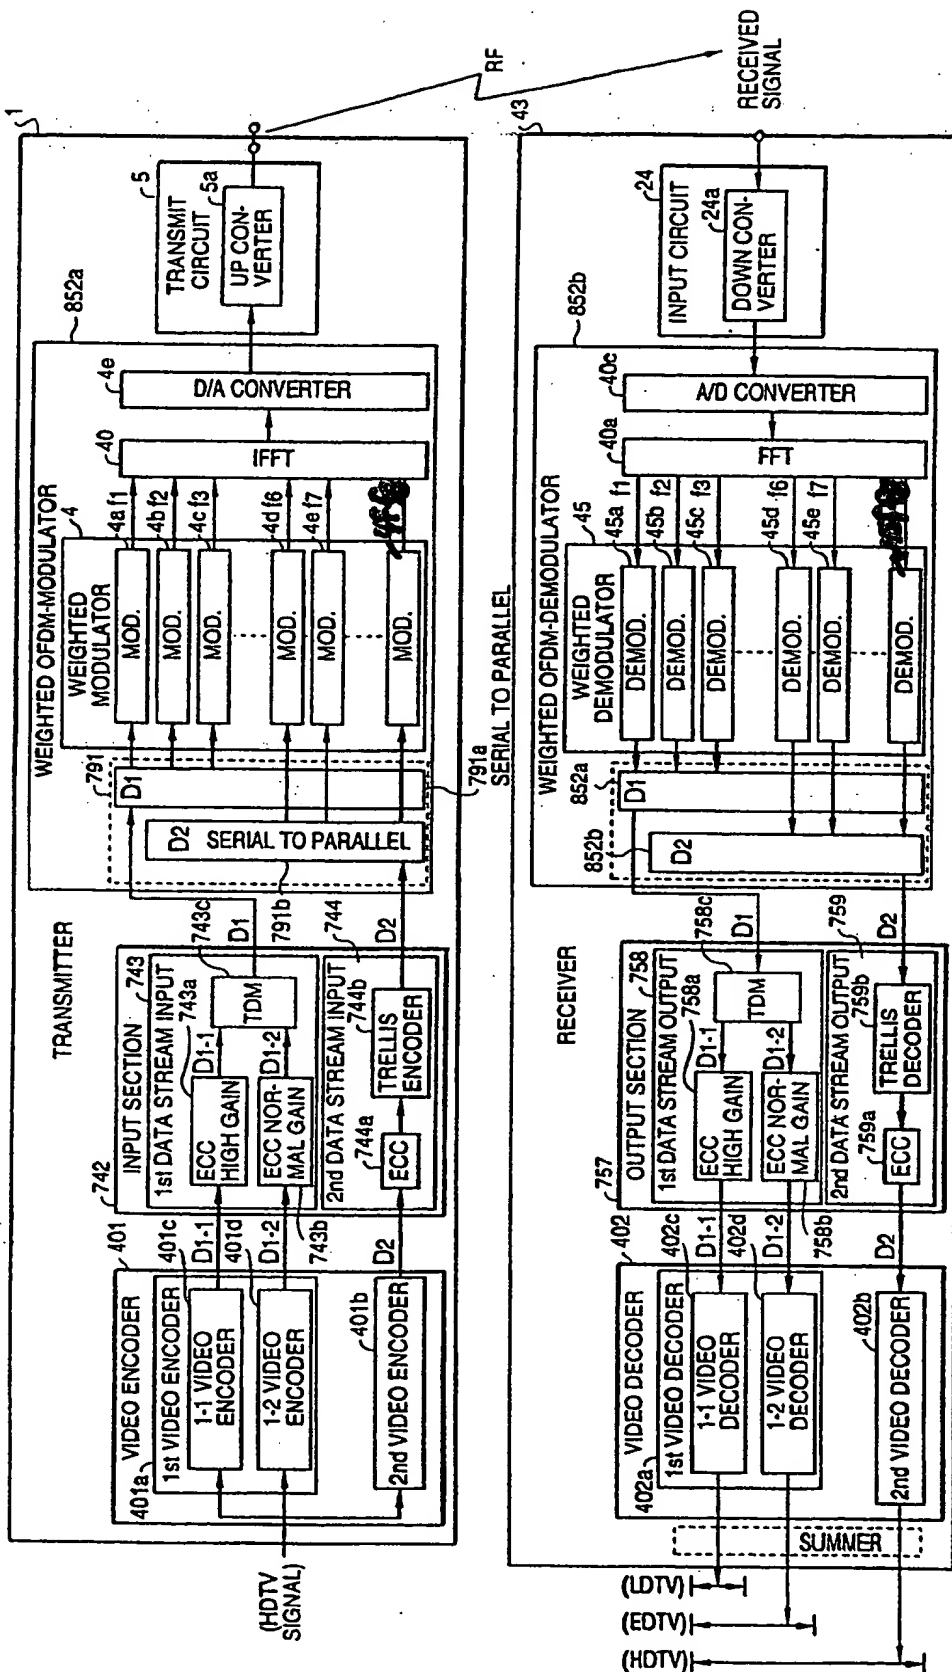 TRANSMITTER
1
(HDTV
SIGNAL)
401
VIDEO ENCODER
401a
1st VIDEO ENCODER
401c
1-1 VIDEO
ENCODER
401d
1-2 VIDEO
ENCODER
401b
2nd VIDEO ENCODER
D1-1
D1-2
D2
742
INPUT SECTION
743
1st DATA STREAM INPUT
743a
ECC
HIGH GAIN
ECC NOR-
MAL GAIN
743b
D1-1
D1-2
743c
TDM
D1
744
2nd DATA STREAM INPUT
744a
ECC
744b
TRELLIS
ENCODER
D2
WEIGHTED OFDM-MODULATOR
852a
791
D1
D2
SERIAL TO PARALLEL
791b
791a
SERIAL TO PARALLEL
WEIGHTED
MODULATOR
4
MOD.
MOD.
MOD.
MOD.
MOD.
MOD.
4a f1
4b f2
4c f3
4d f6
4e f7
40
IFFT
4e
D/A CONVERTER
5
TRANSMIT
CIRCUIT
5a
UP CON-
VERTER
RF
RECEIVED
SIGNAL
RECEIVER
43
24
INPUT CIRCUIT
24a
DOWN CON-
VERTER
852b
WEIGHTED OFDM-DEMODULATOR
40c
A/D CONVERTER
40a
FFT
45
WEIGHTED
DEMODULATOR
45a f1
45b f2
45c f3
45d f6
45e f7
DEMOD.
DEMOD.
DEMOD.
DEMOD.
DEMOD.
DEMOD.
852a
D1
852b
D2
757
OUTPUT SECTION
758
1st DATA STREAM OUTPUT
758a
ECC
HIGH GAIN
ECC NOR-
MAL GAIN
758b
D1-1
D1-2
758c
TDM
D1
759
2nd DATA STREAM OUTPUT
759a
ECC
759b
TRELLIS
DECODER
D2
D1-1
D1-2
D2
402
VIDEO DECODER
402a
1st VIDEO DECODER
402c
1-1 VIDEO
DECODER
402d
1-2 VIDEO
DECODER
402b
2nd VIDEO DECODER
SUMMER
(LDTV)
(EDTV)
(HDTV)